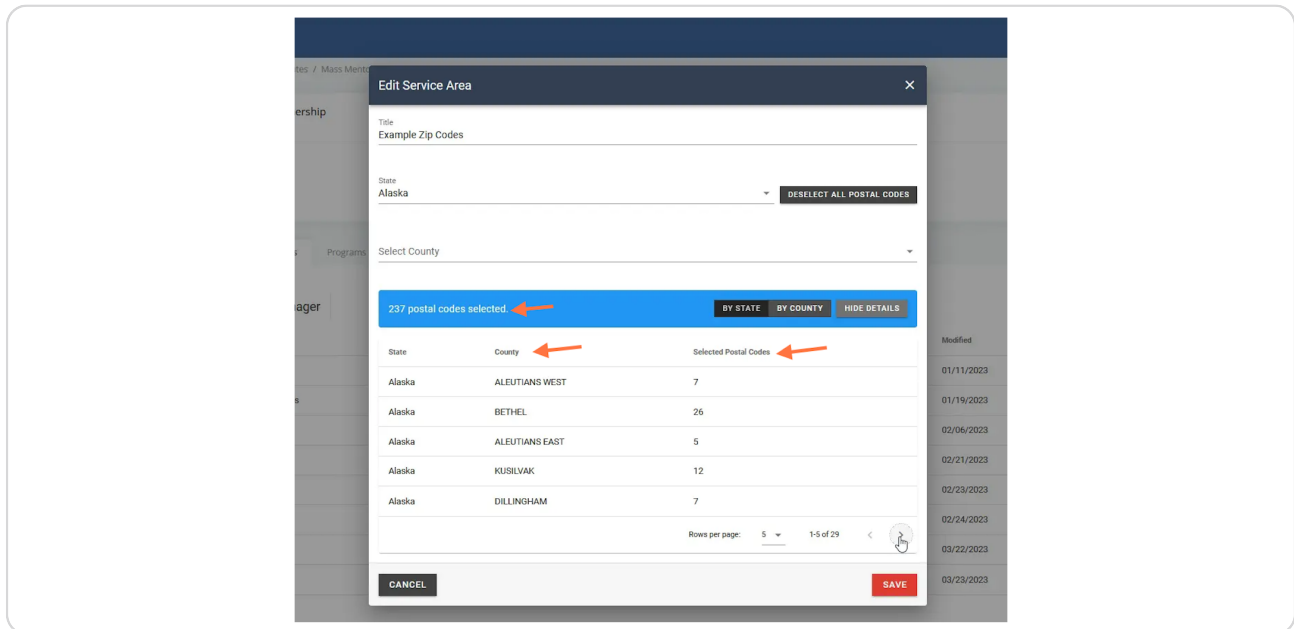 tes / Mass Mento
Edit Service Area
ership
Title
Example Zip Codes
State
Alaska
DESELECT ALL POSTAL CODES
s Programs
Select County
ager
237 postal codes selected.
BY STATE BY COUNTY HIDE DETAILS
Modified
State County Selected Postal Codes
01/11/2023
Alaska ALEUTIANS WEST 7
s 01/19/2023
Alaska BETHEL 26
02/06/2023
Alaska ALEUTIANS EAST 5
02/21/2023
Alaska KUSILVAK 12
02/23/2023
Alaska DILLINGHAM 7
02/24/2023
Rows per page: 5 1-5 of 29
03/22/2023
CANCEL SAVE
03/23/2023